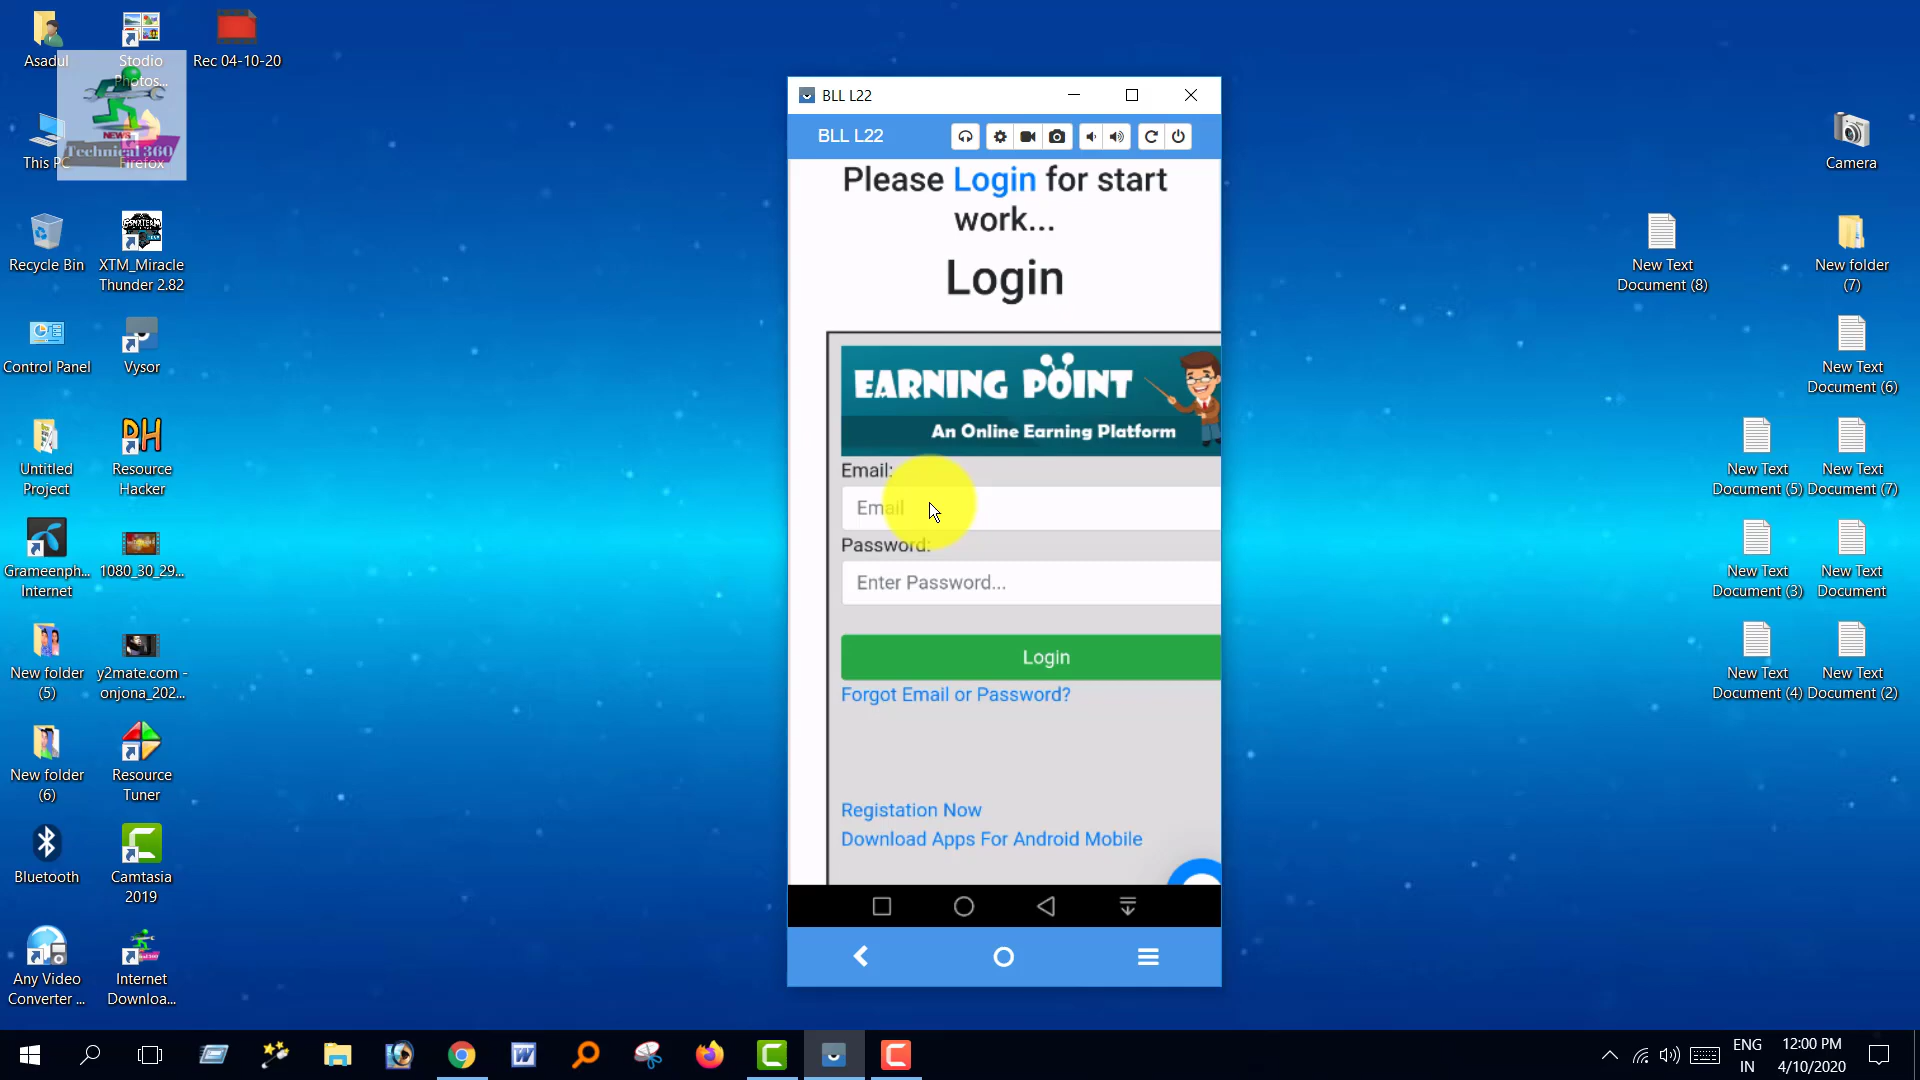 Asadul
Stodio
Photos...
Rec 04-10-20
NEWS
Technical 360
This PC
Firefox
Recycle Bin
XTM_Miracle
Thunder 2.82
Control Panel
Vysor
Untitled
Project
Resource
Hacker
Grameenph...
Internet
1080_30_29...
New folder
(5)
y2mate.com -
onjona_202...
New folder
(6)
Resource
Tuner
Bluetooth
Camtasia
2019
Any Video
Converter ...
Internet
Downloa...
BLL L22
BLL L22
Please Login for start
work...
Login
EARNING POINT
An Online Earning Platform
Email:
Email
Password:
Enter Password...
Login
Forgot Email or Password?
Registation Now
Download Apps For Android Mobile
Camera
New Text
Document (8)
New folder
(7)
New Text
Document (6)
New Text
Document (5)
New Text
Document (7)
New Text
Document (3)
New Text
Document
New Text
Document (4)
New Text
Document (2)
ENG
IN
12:00 PM
4/10/2020